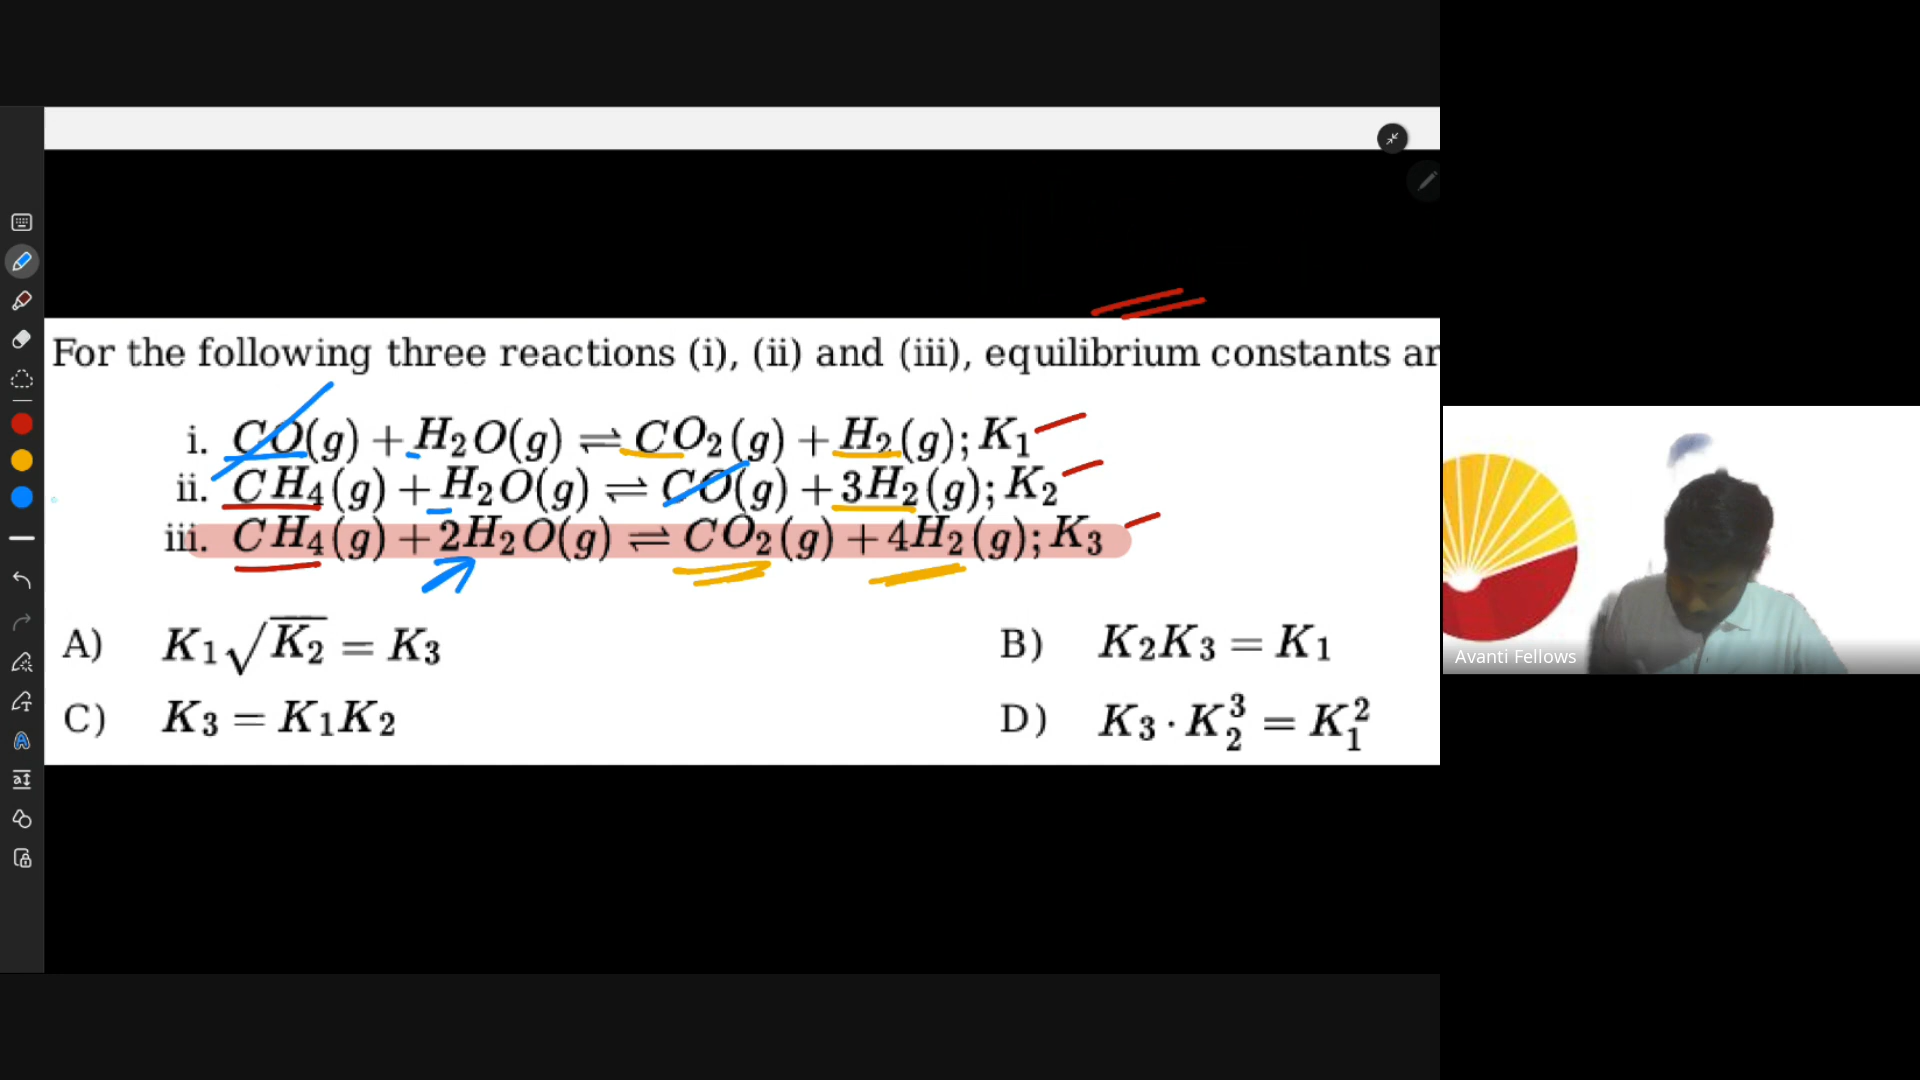 For the following three reactions (i), (ii) and (iii), equilibrium constants ar
i. CO(g) + H₂O(g) ⇌ CO₂(g) + H₂(g); K₁
ii. CH₄(g) + H₂O(g) ⇌ CO(g) + 3H₂(g); K₂
iii. CH₄(g) + 2H₂O(g) ⇌ CO₂(g) + 4H₂(g); K₃
A) K₁√K₂ = K₃
B) K₂K₃ = K₁
C) K₃ = K₁K₂
D) K₃ · K₂³ = K₁²
Avanti Fellows